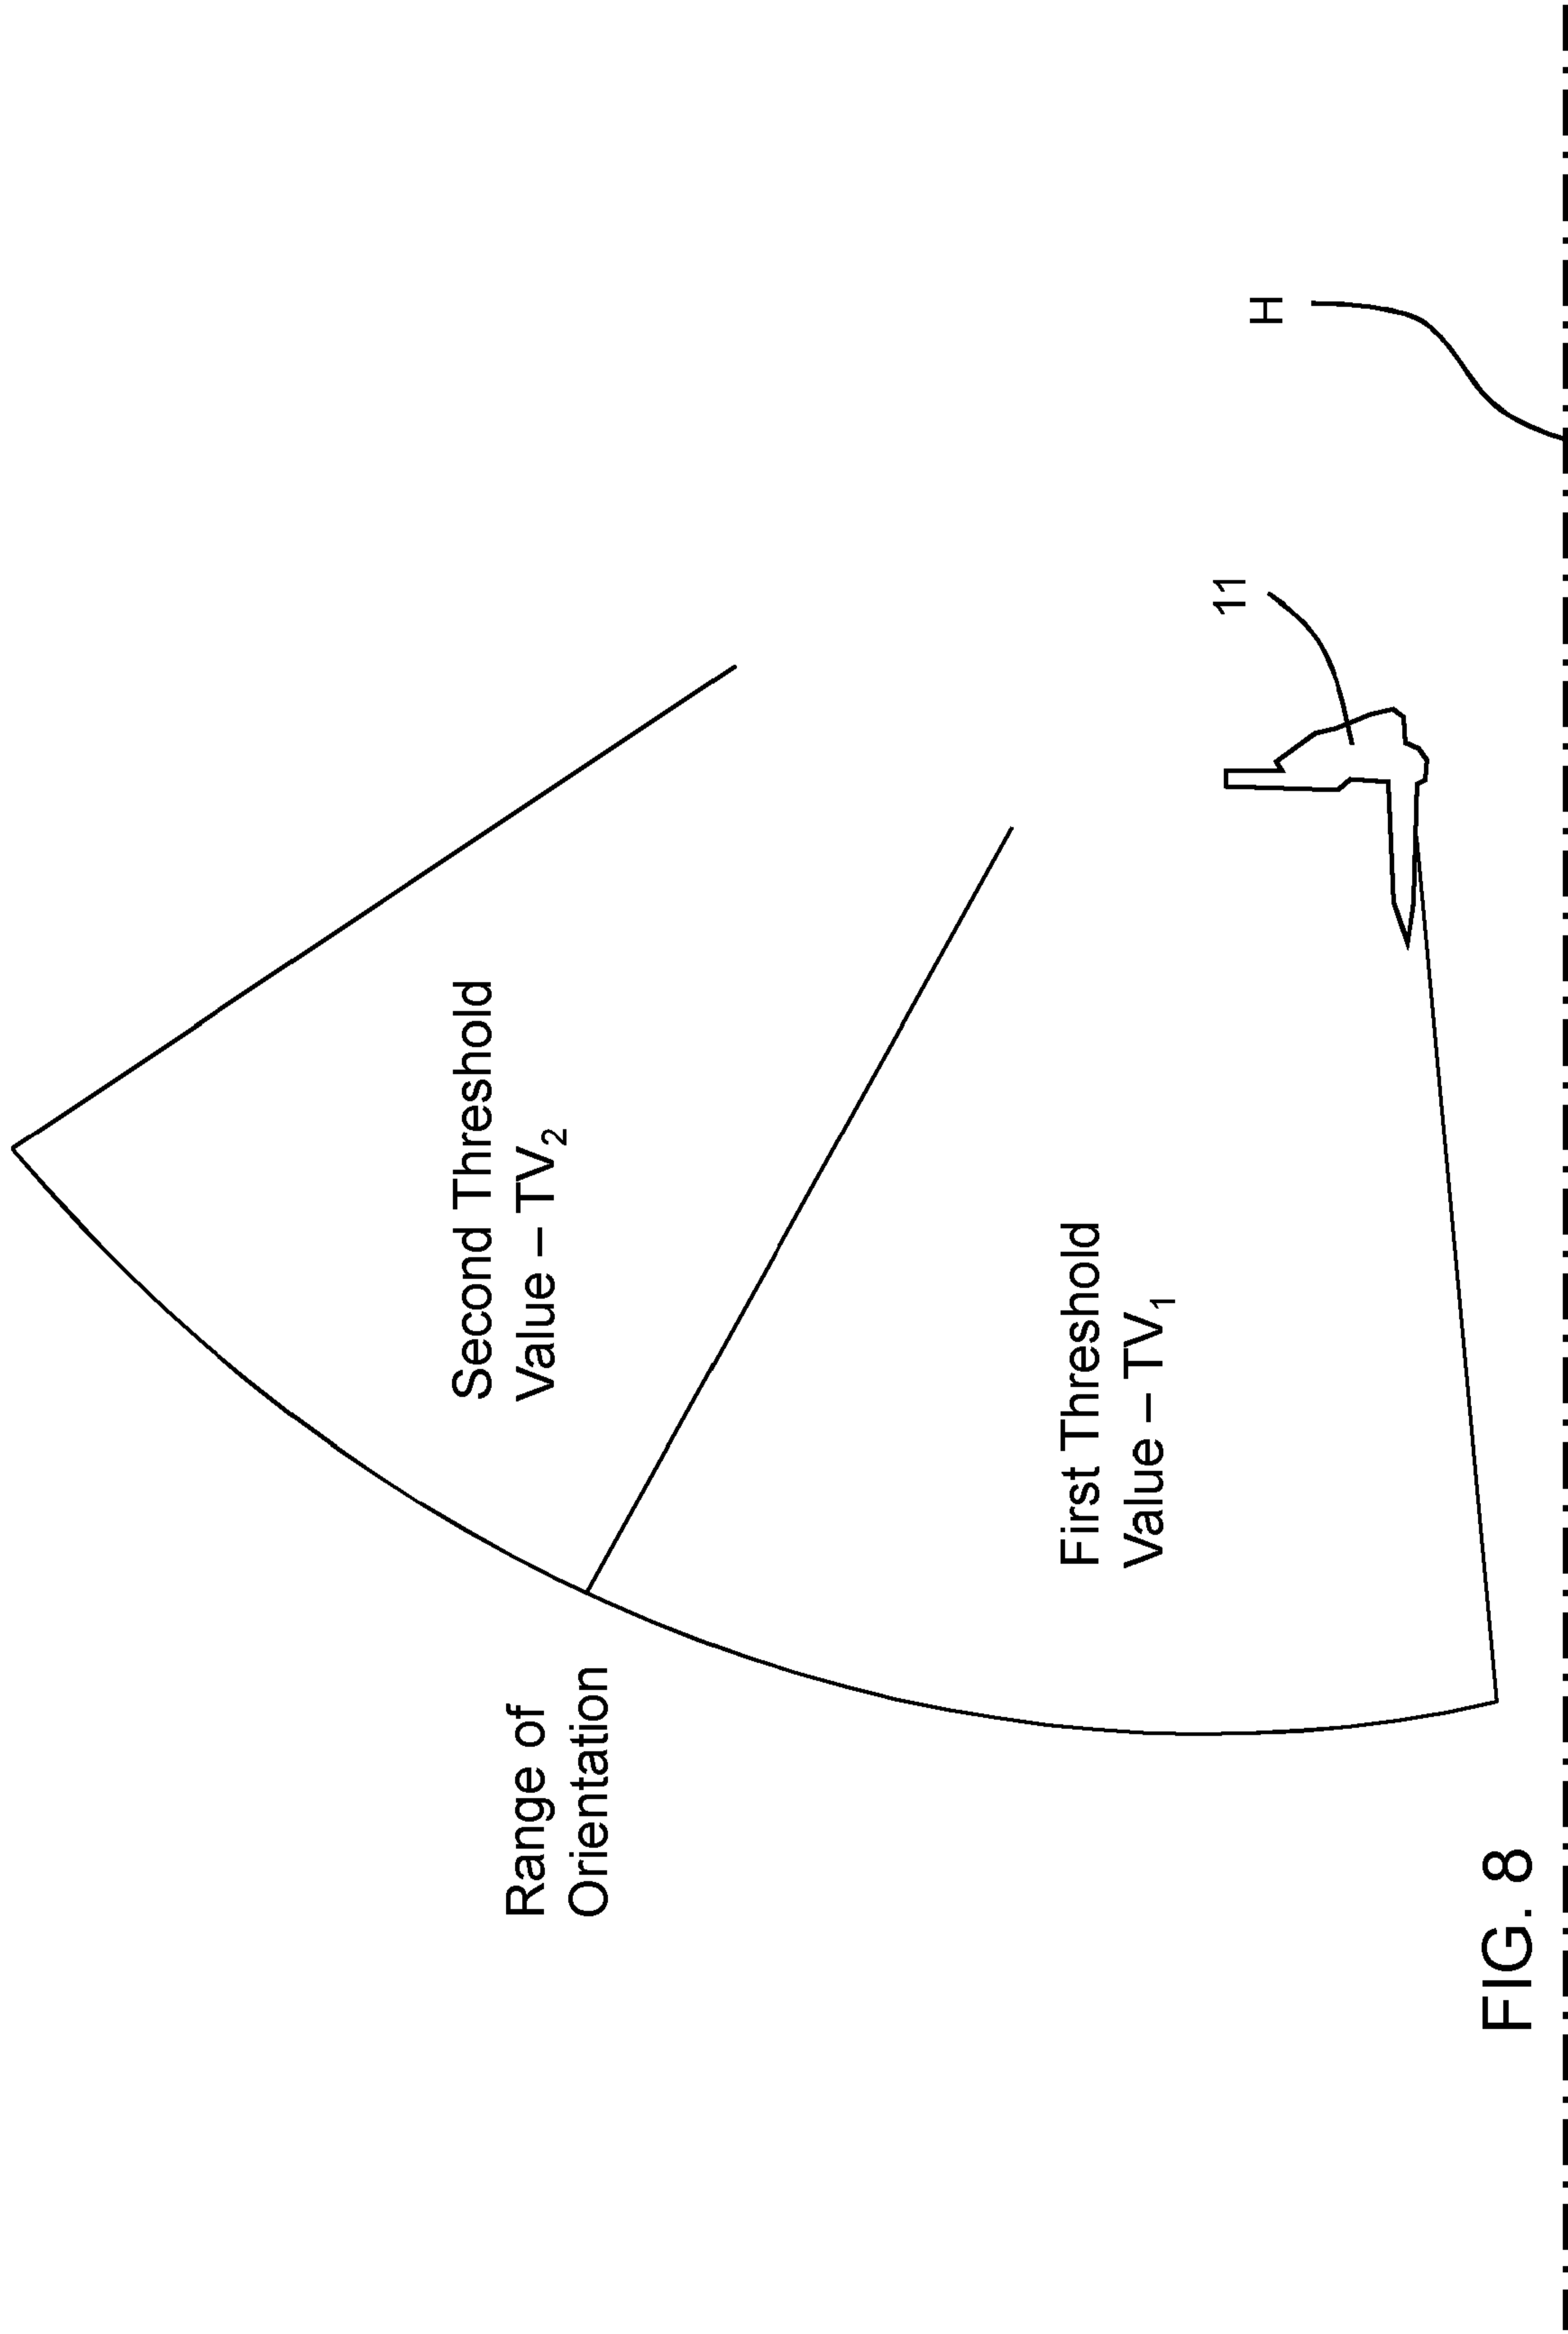 Range of
Orientation
Second Threshold
Value – TV₂
First Threshold
Value – TV₁
11
H
FIG. 8